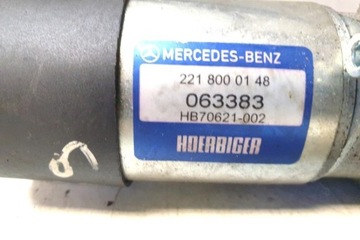 MERCEDES-BENZ
221 800 01 48
063383
HB70621-002
HOERBIGER